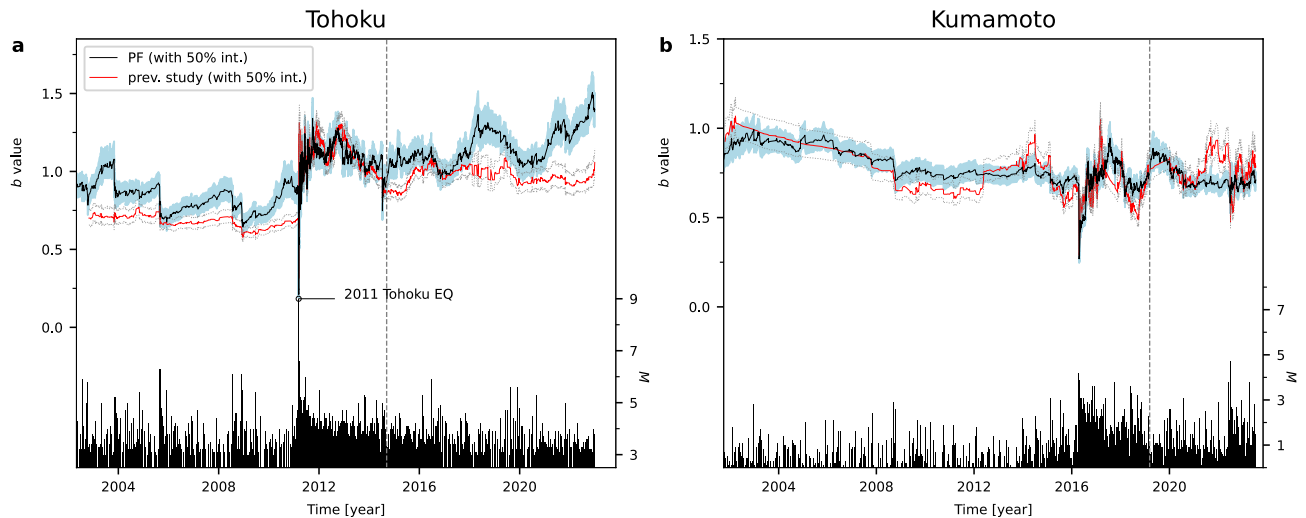 Tohoku
a
PF (with 50% int.)
prev. study (with 50% int.)
1.5
1.0
0.5
0.0
b value
2011 Tohoku EQ
9
7
5
3
M
2004
2008
2012
2016
2020
Time [year]
Kumamoto
b
1.5
1.0
0.5
0.0
b value
7
5
3
1
M
2004
2008
2012
2016
2020
Time [year]